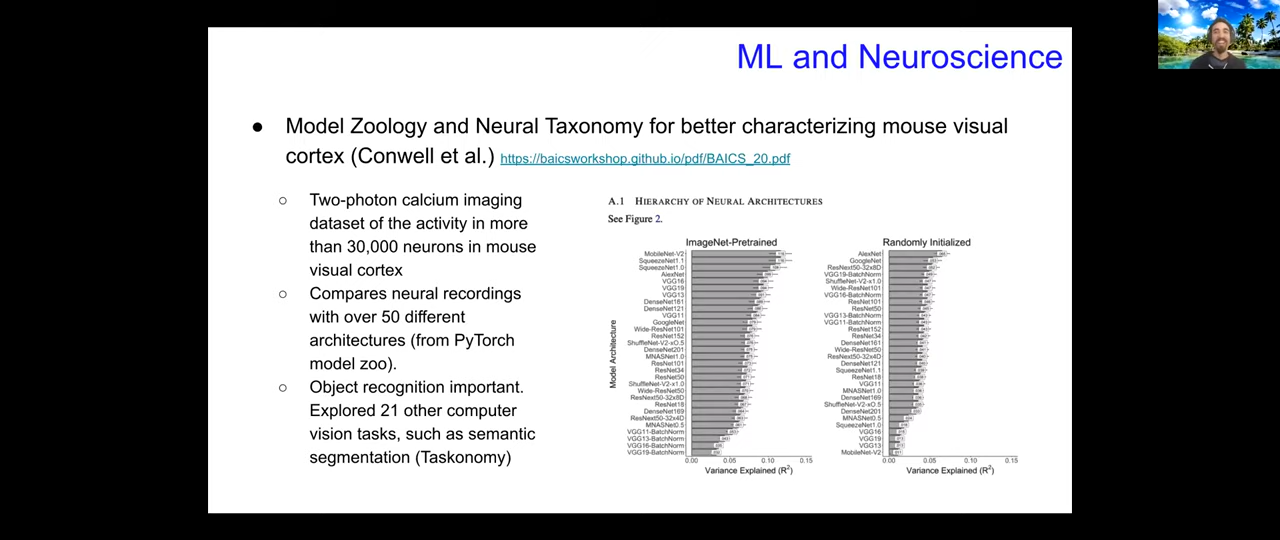 ML and Neuroscience
● Model Zoology and Neural Taxonomy for better characterizing mouse visual
cortex (Conwell et al.) https://baicsworkshop.github.io/pdf/BAICS_20.pdf
○ Two-photon calcium imaging
dataset of the activity in more
than 30,000 neurons in mouse
visual cortex
○ Compares neural recordings
with over 50 different
architectures (from PyTorch
model zoo).
○ Object recognition important.
Explored 21 other computer
vision tasks, such as semantic
segmentation (Taskonomy)
A.1 HIERARCHY OF NEURAL ARCHITECTURES
See Figure 2.
ImageNet-Pretrained
Model Architecture
MobileNet-V2
SqueezeNet1.1
SqueezeNet1.0
AlexNet
VGG16
VGG19
VGG13
DenseNet161
DenseNet121
VGG11
GoogleNet
Wide-ResNet101
ResNet152
ShuffleNet-V2-x0.5
DenseNet201
MNASNet1.0
ResNet101
ResNet34
ResNet50
ShuffleNet-V2-x1.0
Wide-ResNet50
ResNext50-32x8D
ResNet18
DenseNet169
ResNext50-32x4D
MNASNet0.5
VGG11-BatchNorm
VGG13-BatchNorm
VGG16-BatchNorm
VGG19-BatchNorm
0.00 0.05 0.10 0.15
Variance Explained (R²)
Randomly Initialized
AlexNet
GoogleNet
ResNext50-32x8D
VGG19-BatchNorm
ShuffleNet-V2-x1.0
Wide-ResNet101
VGG16-BatchNorm
ResNet101
ResNet50
VGG13-BatchNorm
VGG11-BatchNorm
ResNet152
ResNet34
DenseNet161
Wide-ResNet50
ResNext50-32x4D
DenseNet121
SqueezeNet1.1
ResNet18
VGG11
MNASNet1.0
DenseNet169
ShuffleNet-V2-x0.5
DenseNet201
MNASNet0.5
SqueezeNet1.0
VGG16
VGG19
VGG13
MobileNet-V2
0.00 0.05 0.10 0.15
Variance Explained (R²)